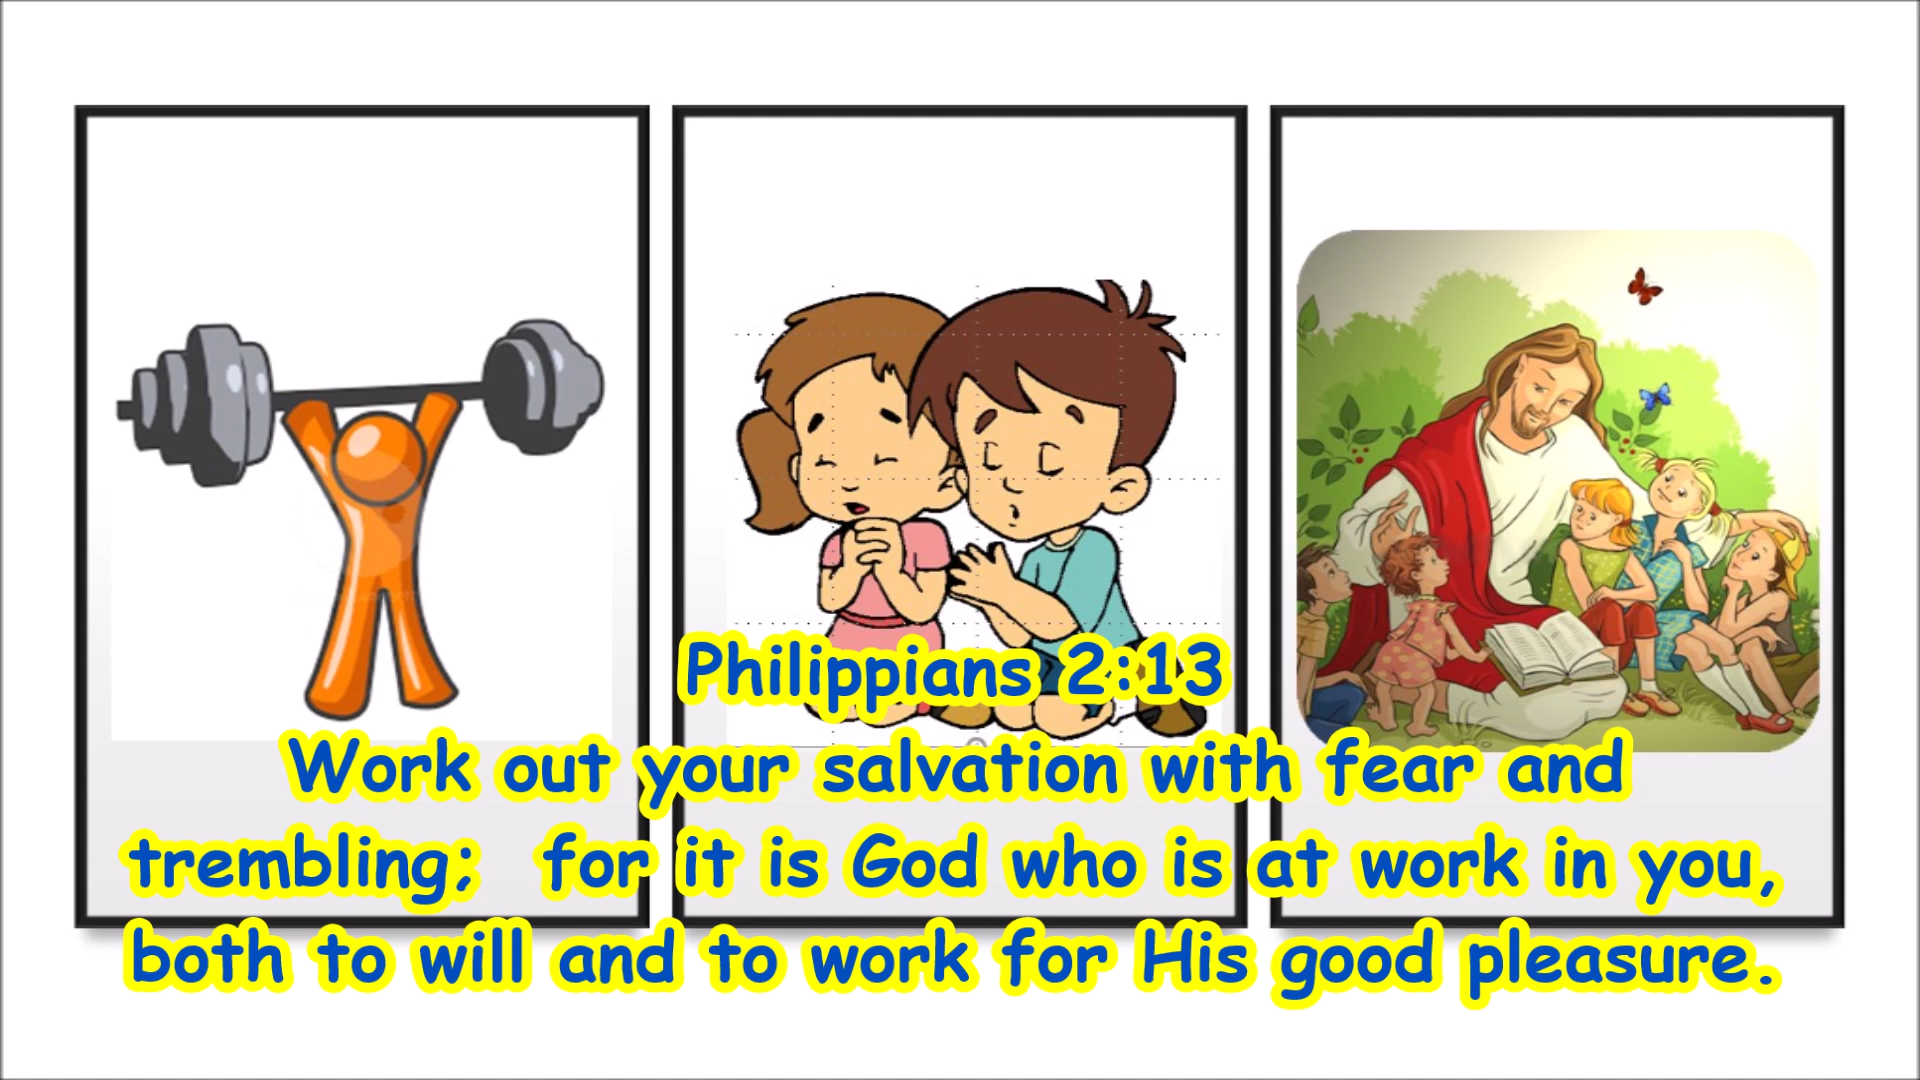 Philippians 2:13
Work out your salvation with fear and
trembling;  for it is God who is at work in you,
both to will and to work for His good pleasure.